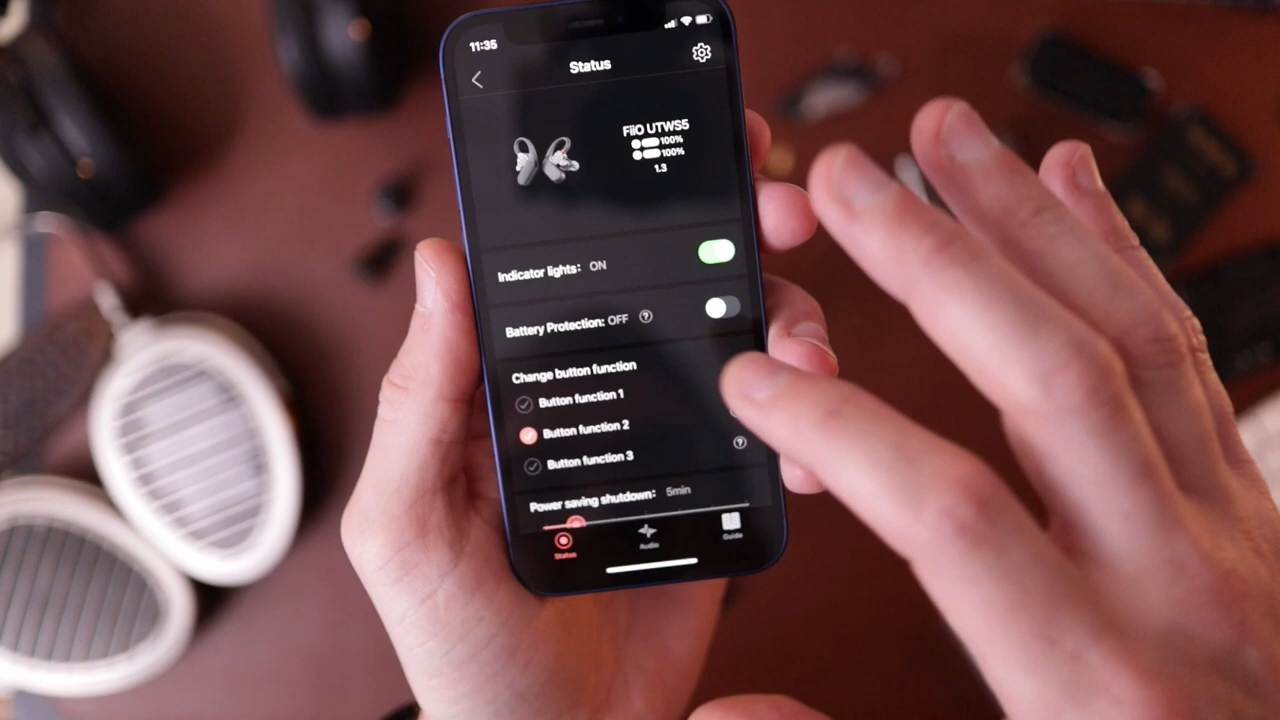 11:35
Status
FiiO UTWS5
100%
100%
1.3
Indicator lights: ON
Battery Protection: OFF ?
Change button function
Button function 1
Button function 2
Button function 3 ?
Power saving shutdown: 5min
Status Audio Guide